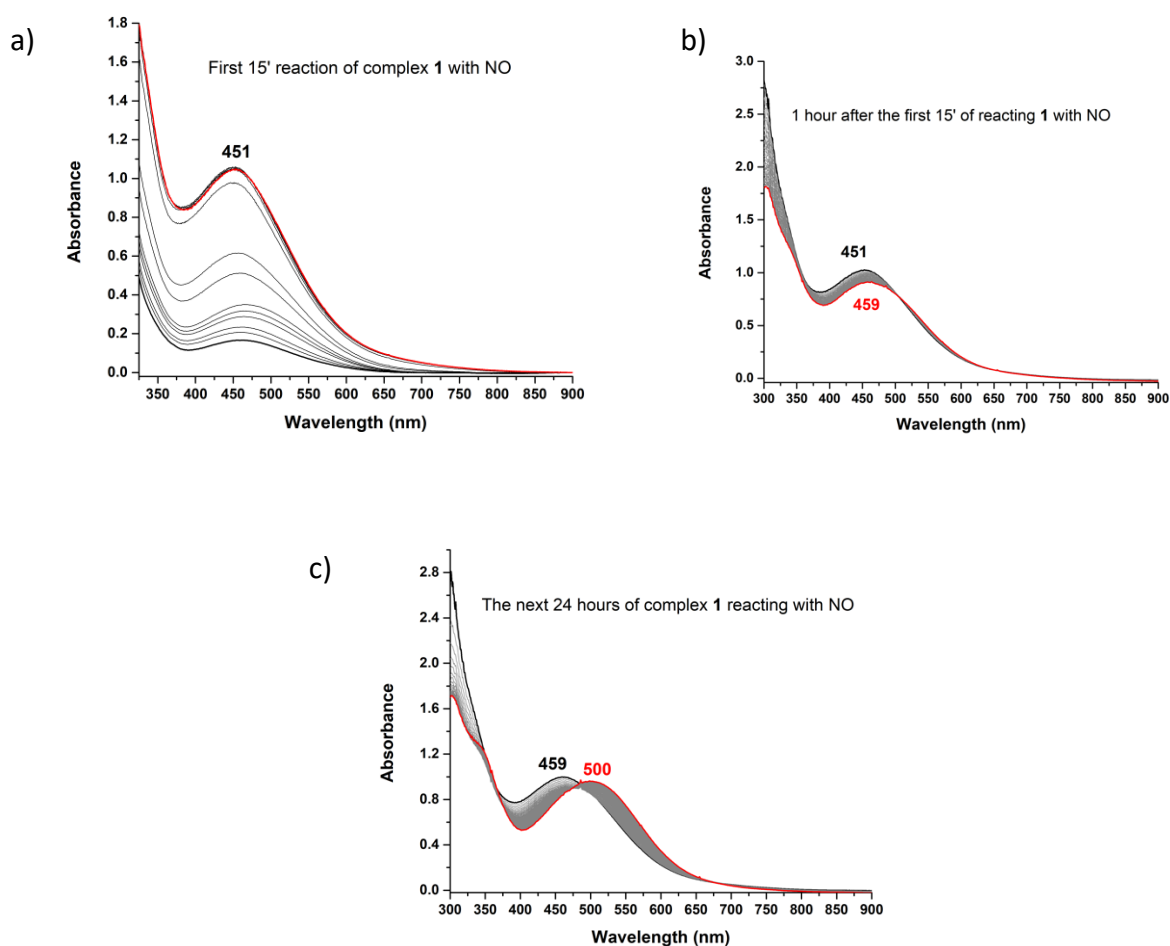 a)
First 15' reaction of complex 1 with NO
451
1.8
1.6
1.4
1.2
1.0
0.8
0.6
0.4
0.2
0.0
Absorbance
350 400 450 500 550 600 650 700 750 800 850 900
Wavelength (nm)
b)
1 hour after the first 15' of reacting 1 with NO
451
459
3.0
2.5
2.0
1.5
1.0
0.5
0.0
Absorbance
300 350 400 450 500 550 600 650 700 750 800 850 900
Wavelength (nm)
c)
The next 24 hours of complex 1 reacting with NO
459 500
2.8
2.4
2.0
1.6
1.2
0.8
0.4
0.0
Absorbance
300 350 400 450 500 550 600 650 700 750 800 850 900
Wavelength (nm)